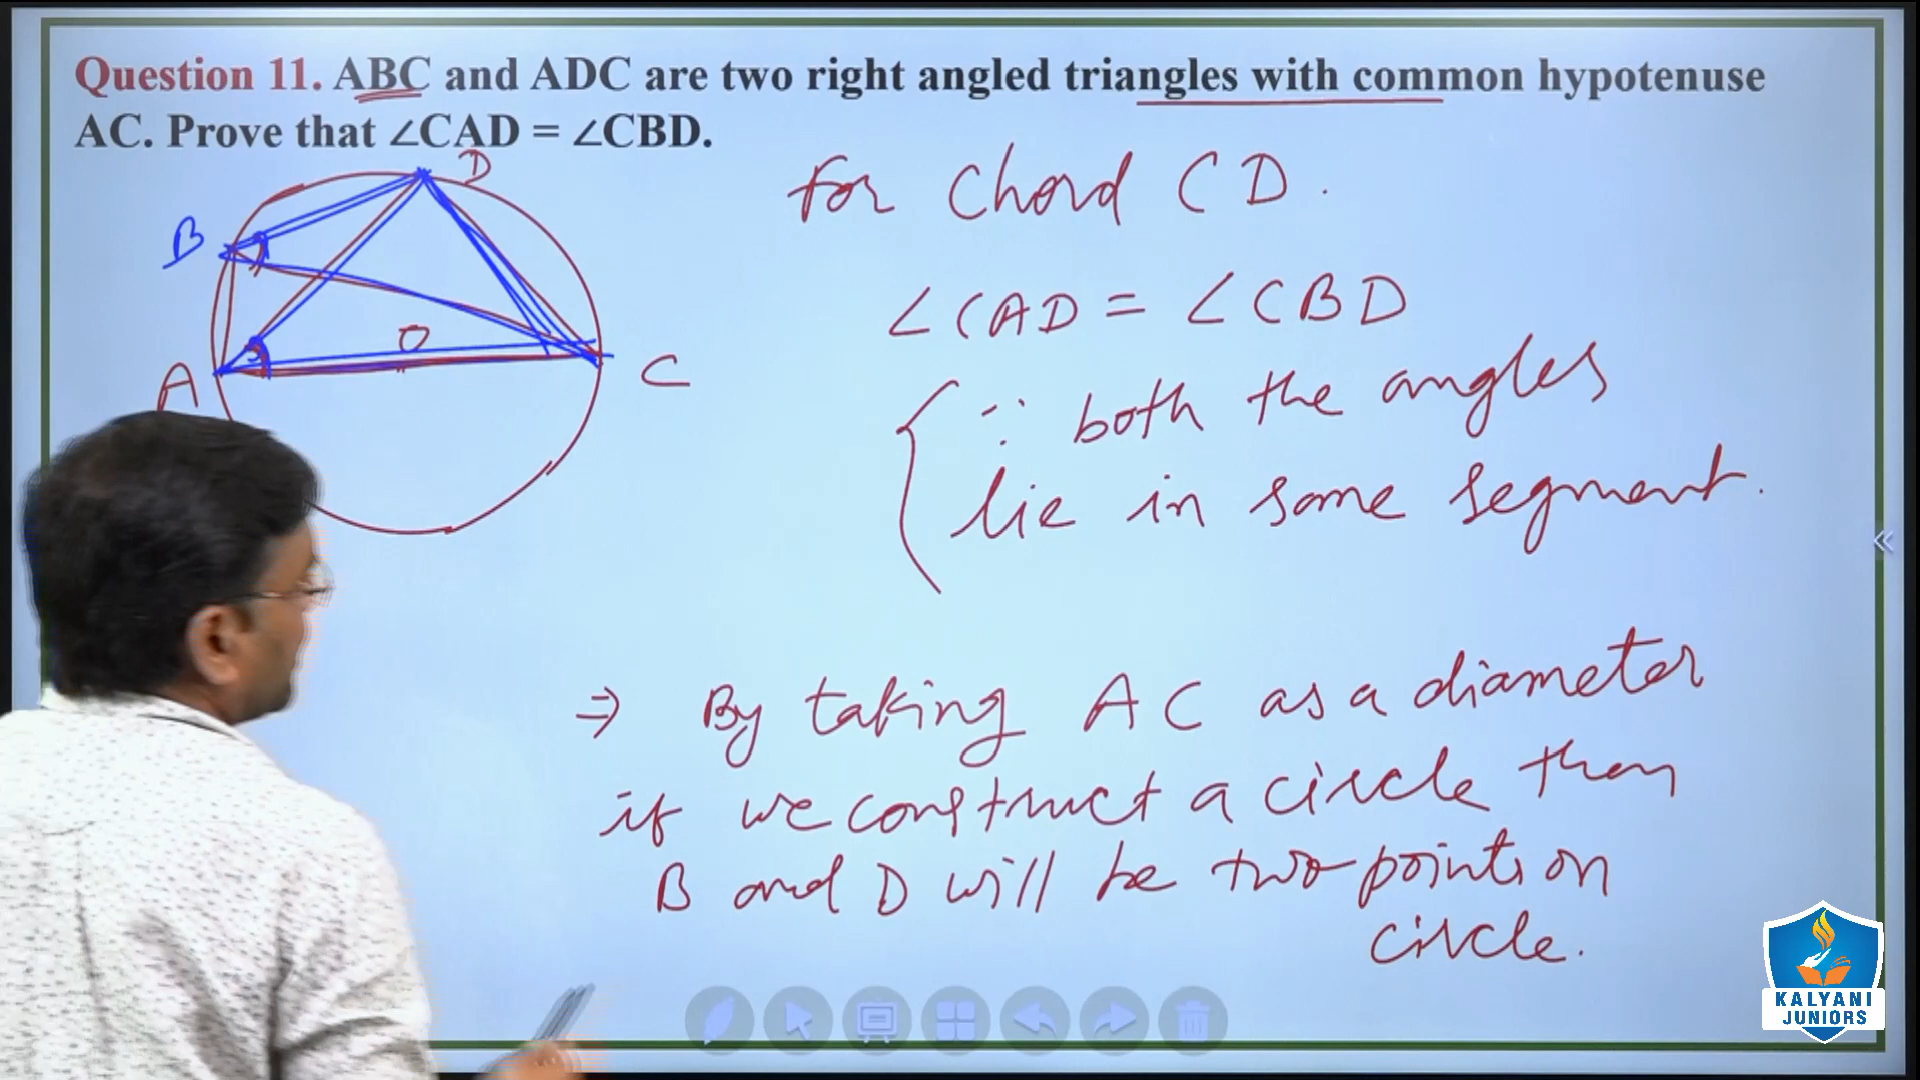 Question 11. ABC and ADC are two right angled triangles with common hypotenuse
AC. Prove that ∠CAD = ∠CBD.
D
B
O
A
C
For Chord CD.
∠CAD = ∠CBD
{ ∵ both the angles
lie in same segment.
⇒ By taking AC as a diameter
if we construct a circle then
B and D will be two points on
circle.
KALYANI
JUNIORS